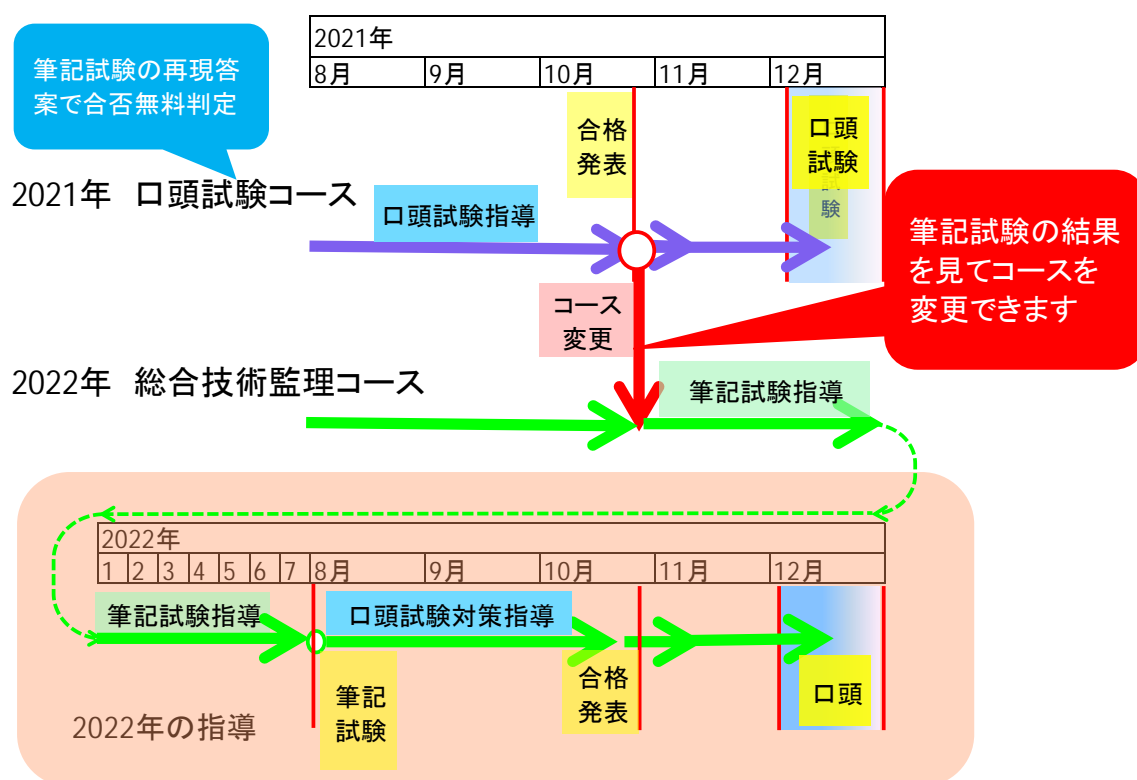 筆記試験の再現答
案で合否無料判定
2021年
8月 9月 10月 11月 12月
合格
発表
口頭
試験
試
験
2021年 口頭試験コース
口頭試験指導
筆記試験の結果
を見てコースを
変更できます
コース
変更
2022年 総合技術監理コース
筆記試験指導
2022年
1 2 3 4 5 6 7 8月 9月 10月 11月 12月
筆記試験指導
口頭試験対策指導
筆記
試験
合格
発表
口頭
2022年の指導